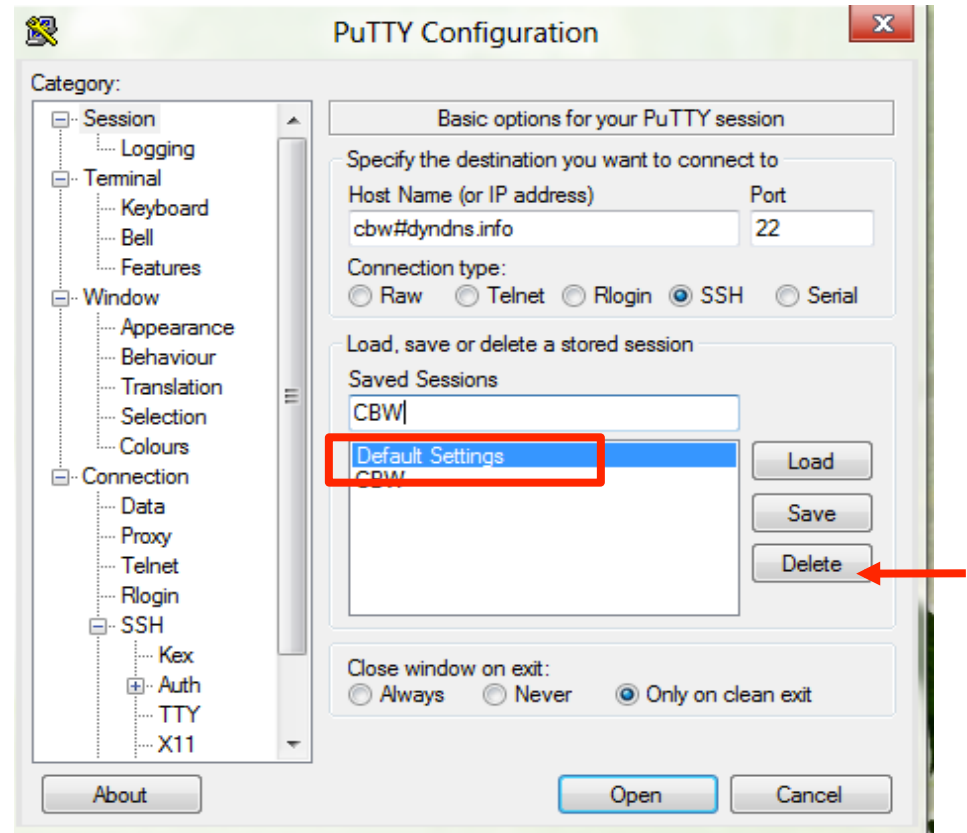 PuTTY Configuration
x
Category:
Session
Logging
Terminal
Keyboard
Bell
Features
Window
Appearance
Behaviour
Translation
Selection
Colours
Connection
Data
Proxy
Telnet
Rlogin
SSH
Kex
Auth
TTY
X11
Basic options for your PuTTY session
Specify the destination you want to connect to
Host Name (or IP address) Port
cbw#dyndns.info 22
Connection type:
Raw Telnet Rlogin SSH Serial
Load, save or delete a stored session
Saved Sessions
CBW
Default Settings
CBW
Load
Save
Delete
Close window on exit:
Always Never Only on clean exit
About Open Cancel